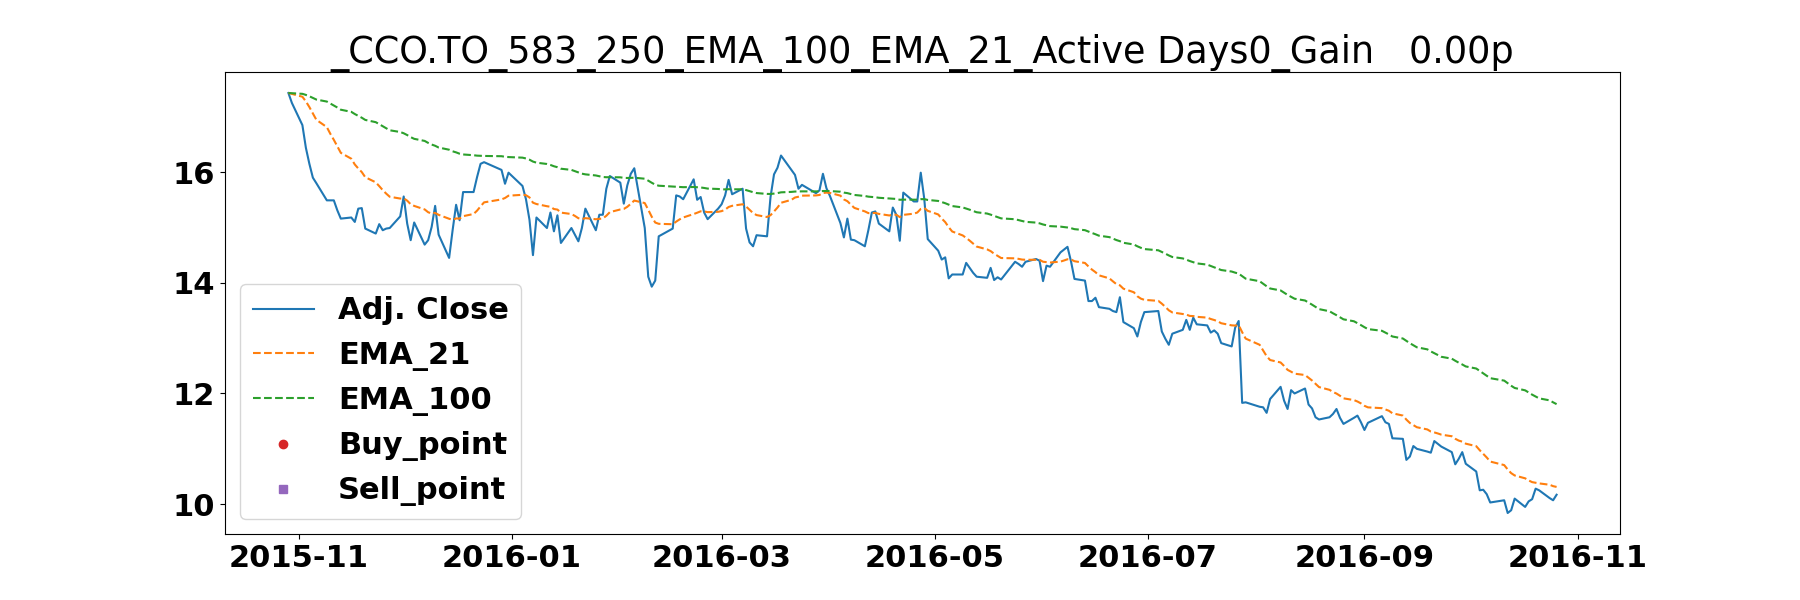 _CCO.TO_583_250_EMA_100_EMA_21_Active Days0_Gain   0.00p
16
14
12
10
Adj. Close
EMA_21
EMA_100
Buy_point
Sell_point
2015-11 2016-01 2016-03 2016-05 2016-07 2016-09 2016-11